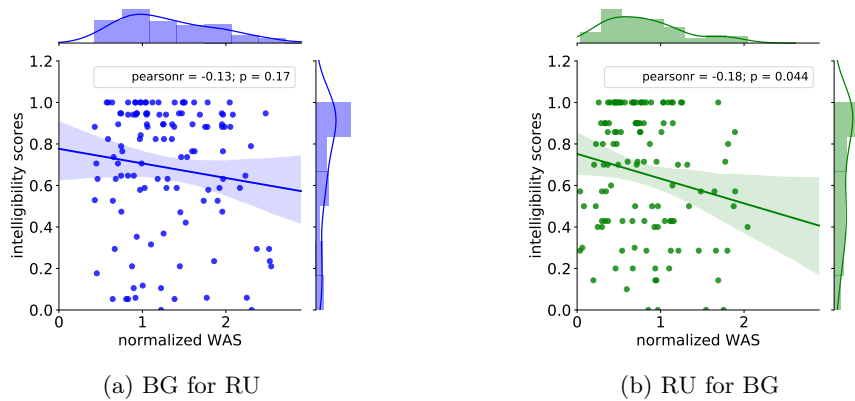 1.2
1.0
0.8
0.6
0.4
0.2
0.0
intelligibility scores
pearsonr = -0.13; p = 0.17
0 1 2
normalized WAS
(a) BG for RU
1.2
1.0
0.8
0.6
0.4
0.2
0.0
intelligibility scores
pearsonr = -0.18; p = 0.044
0 1 2
normalized WAS
(b) RU for BG